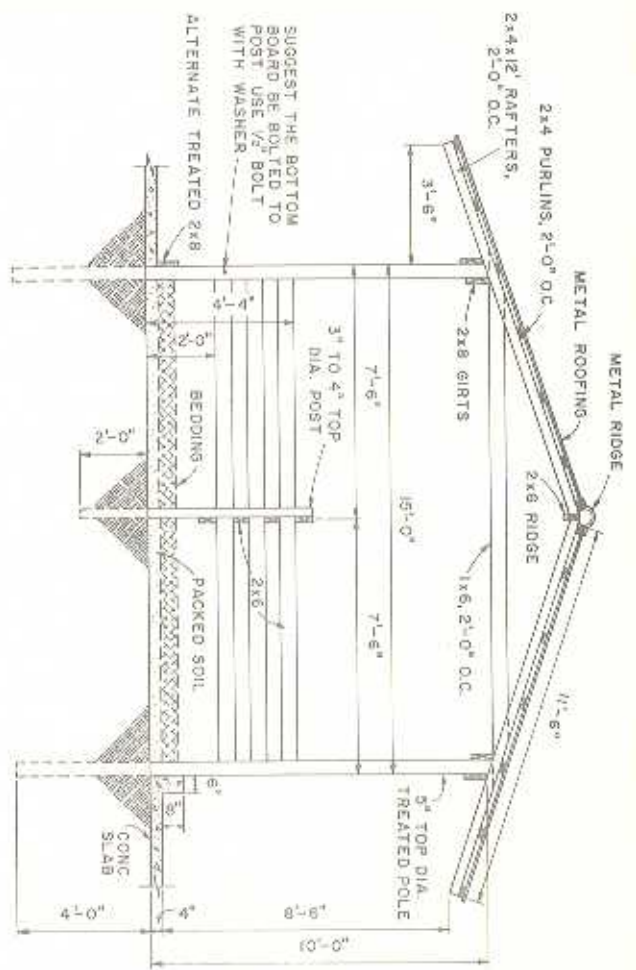 METAL RIDGE
METAL ROOFING
2x4 PURLINS, 2'-0" O.C.
2x4x12' RAFTERS,
2'-0" O.C.
2x6 RIDGE
11'-6"
3'-6"
2x8 GIRTS
1x6, 2'-0" O.C.
15'-0"
7'-6"
7'-6"
SUGGEST THE BOTTOM
BOARD BE BOLTED TO
POST. USE 1/2" BOLT
WITH WASHER
ALTERNATE TREATED 2x8
4'-4"
2'-0"
3" TO 4" TOP
DIA. POST
2x6
5" TOP DIA.
TREATED POLE
BEDDING
PACKED SOIL
2'-0"
6"
8"
CONC
SLAB
4"
4'-0"
8'-6"
10'-0"